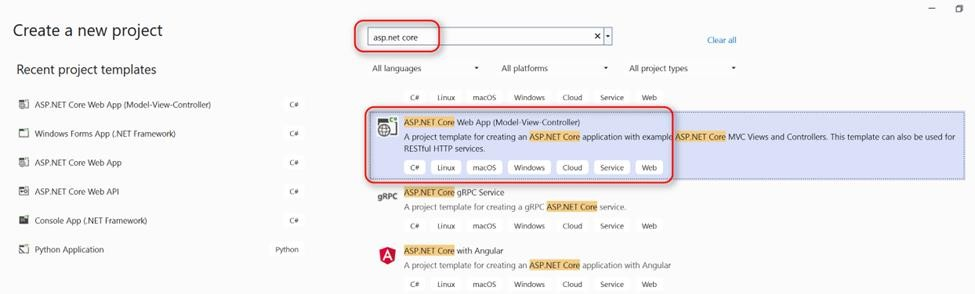 Create a new project
Recent project templates
ASP.NET Core Web App (Model-View-Controller) C#
Windows Forms App (.NET Framework) C#
ASP.NET Core Web App C#
ASP.NET Core Web API C#
Console App (.NET Framework) C#
Python Application Python
asp.net core
Clear all
All languages All platforms All project types
C# Linux macOS Windows Cloud Service Web
ASP.NET Core Web App (Model-View-Controller)
A project template for creating an ASP.NET Core application with example ASP.NET Core MVC Views and Controllers. This template can also be used for
RESTful HTTP services.
C# Linux macOS Windows Cloud Service Web
gRPC ASP.NET Core gRPC Service
A project template for creating a gRPC ASP.NET Core service.
C# Linux macOS Windows Cloud Service Web
ASP.NET Core with Angular
A project template for creating an ASP.NET Core application with Angular
C# Linux macOS Windows Cloud Service Web